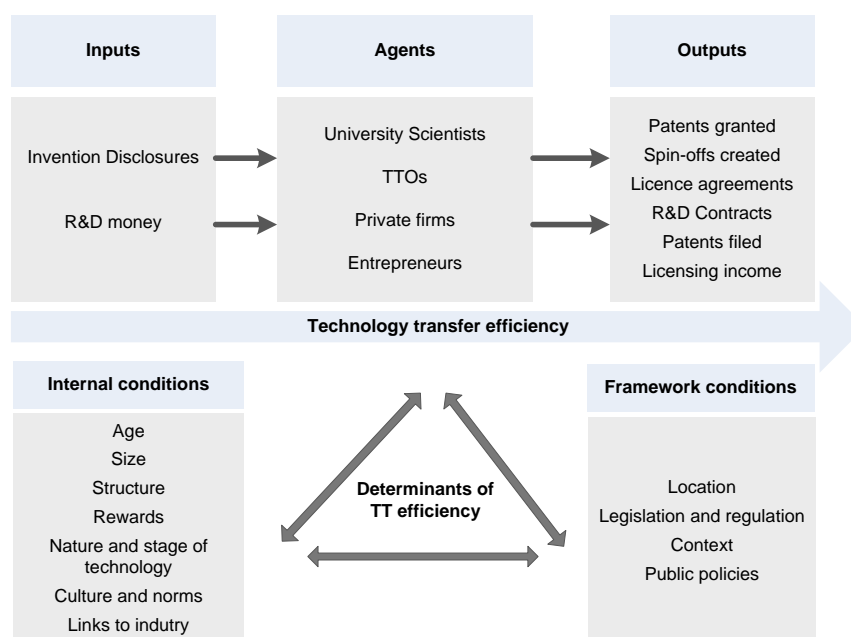 Inputs
Agents
Outputs
Invention Disclosures
R&D money
University Scientists
TTOs
Private firms
Entrepreneurs
Patents granted
Spin-offs created
Licence agreements
R&D Contracts
Patents filed
Licensing income
Technology transfer efficiency
Internal conditions
Age
Size
Structure
Rewards
Nature and stage of
technology
Culture and norms
Links to indutry
Determinants of
TT efficiency
Framework conditions
Location
Legislation and regulation
Context
Public policies